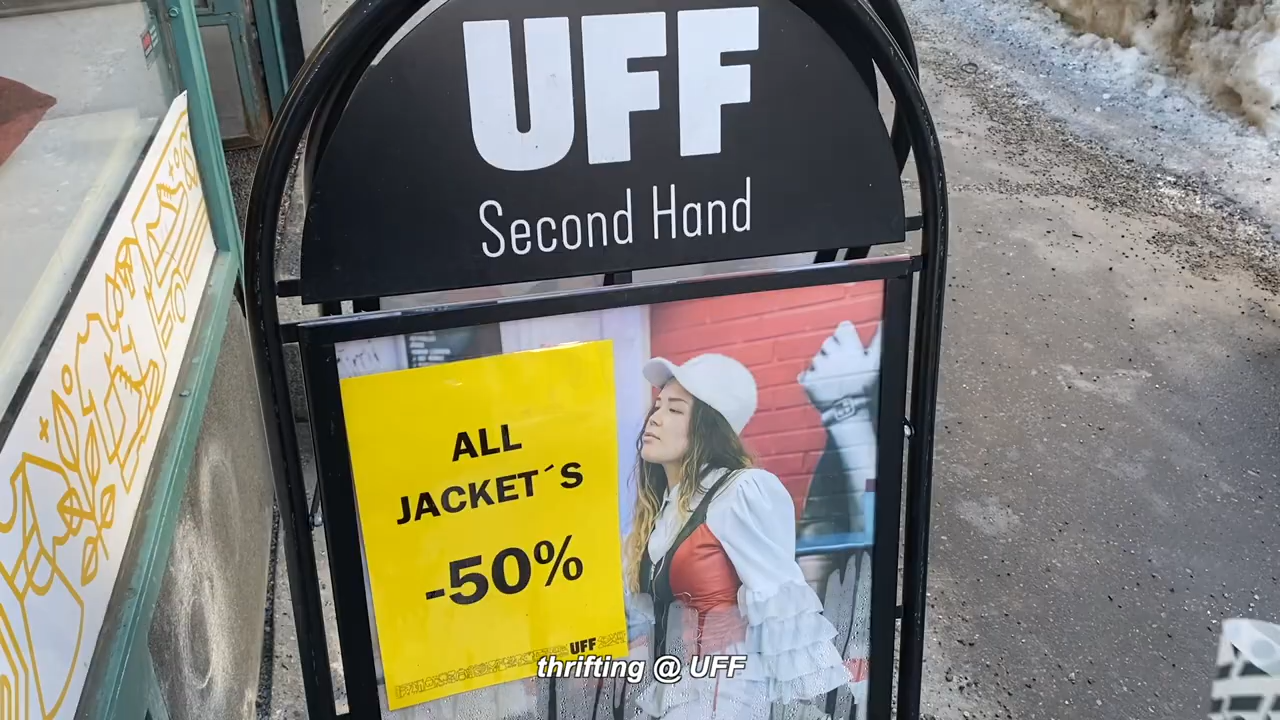 UFF
Second Hand
ALL
JACKET´S
-50%
UFF
thrifting @ UFF